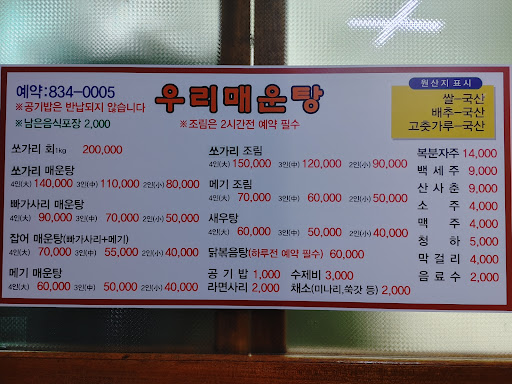 예약:834-0005
※공기밥은 반납되지 않습니다
※남은음식포장 2,000
우리매운탕
※조림은 2시간전 예약 필수
원산지 표시
쌀-국산
배추-국산
고춧가루-국산
쏘가리 회1kg 200,000
쏘가리 매운탕
4인(大) 140,000 3인(中) 110,000 2인(小) 80,000
빠가사리 매운탕
4인(大) 90,000 3인(中) 70,000 2인(小) 50,000
잡어 매운탕(빠가사리+메기)
4인(大) 70,000 3인(中) 55,000 2인(小) 40,000
메기 매운탕
4인(大) 60,000 3인(中) 50,000 2인(小) 40,000
쏘가리 조림
4인(大) 150,000 3인(中) 120,000 2인(小) 90,000
메기 조림
4인(大) 70,000 3인(中) 60,000 2인(小) 50,000
새우탕
4인(大) 60,000 3인(中) 50,000 2인(小) 40,000
닭볶음탕(하루전 예약 필수) 60,000
공기밥 1,000 수제비 3,000
라면사리 2,000 채소(미나리,쑥갓 등) 2,000
복분자주 14,000
백세주 9,000
산사춘 9,000
소주 4,000
맥주 4,000
청하 5,000
막걸리 4,000
음료수 2,000